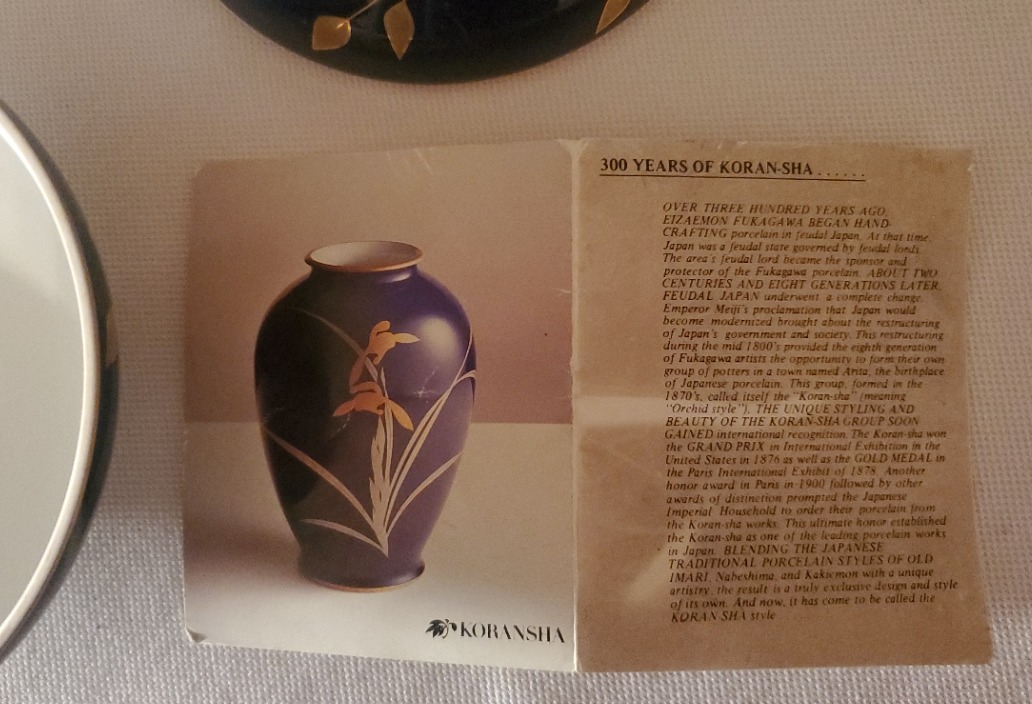 KORANSHA
300 YEARS OF KORAN-SHA . . . . . .
OVER THREE HUNDRED YEARS AGO,
EIZAEMON FUKAGAWA BEGAN HAND-
CRAFTING porcelain in feudal Japan. At that time,
Japan was a feudal state governed by feudal lords.
The area's feudal lord became the sponsor and
protector of the Fukagawa porcelain. ABOUT TWO
CENTURIES AND EIGHT GENERATIONS LATER,
FEUDAL JAPAN underwent a complete change.
Emperor Meiji's proclamation that Japan would
become modernized brought about the restructuring
of Japan's government and society. This restructuring
during the mid 1800's provided the eighth generation
of Fukagawa artists the opportunity to form their own
group of potters in a town named Arita, the birthplace
of Japanese porcelain. This group, formed in the
1870's, called itself the "Koran-sha" (meaning
"Orchid style"). THE UNIQUE STYLING AND
BEAUTY OF THE KORAN-SHA GROUP SOON
GAINED international recognition. The Koran-sha won
the GRAND PRIX in International Exhibition in the
United States in 1876 as well as the GOLD MEDAL in
the Paris International Exhibit of 1878. Another
honor award in Paris in 1900 followed by other
awards of distinction prompted the Japanese
Imperial Household to order their porcelain from
the Koran-sha works. This ultimate honor established
the Koran-sha as one of the leading porcelain works
in Japan. BLENDING THE JAPANESE
TRADITIONAL PORCELAIN STYLES OF OLD
IMARI, Nabeshima, and Kakiemon with a unique
artistry, the result is a truly exclusive design and style
of its own. And now, it has come to be called the
KORAN SHA style